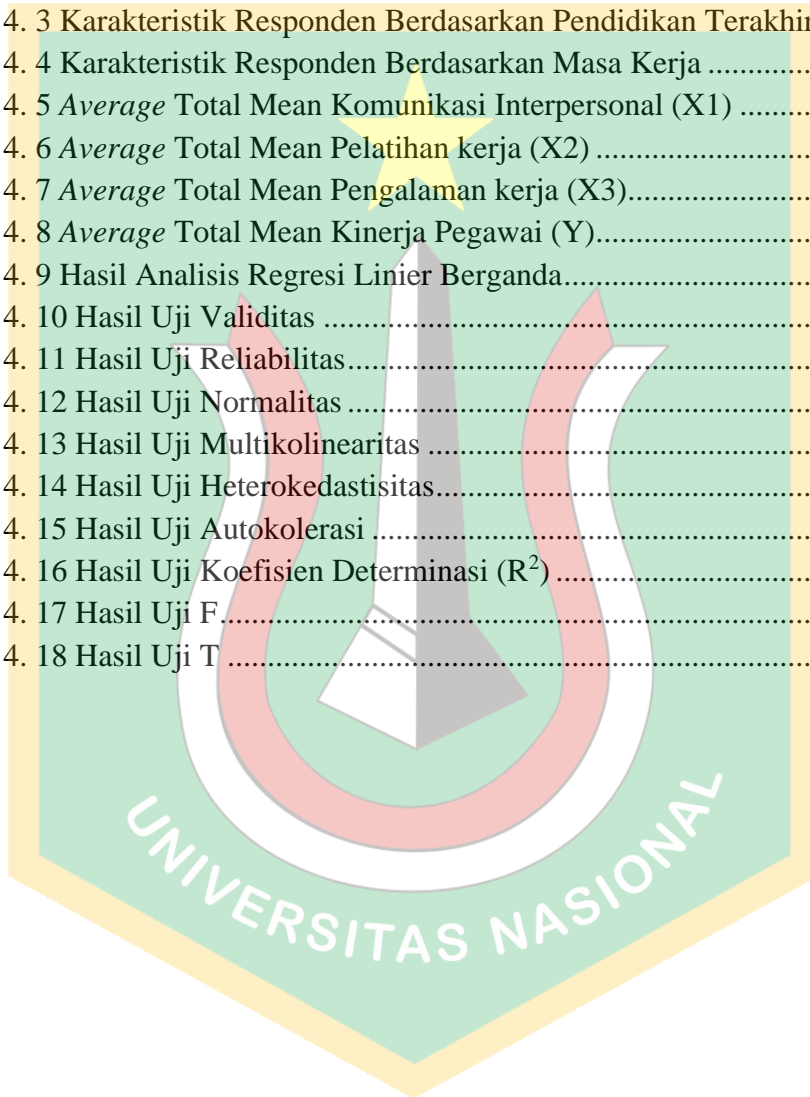 4. 3 Karakteristik Responden Berdasarkan Pendidikan Terakhir
4. 4 Karakteristik Responden Berdasarkan Masa Kerja .............
4. 5 Average Total Mean Komunikasi Interpersonal (X1) .........
4. 6 Average Total Mean Pelatihan kerja (X2) ...........................
4. 7 Average Total Mean Pengalaman kerja (X3)......................
4. 8 Average Total Mean Kinerja Pegawai (Y)..........................
4. 9 Hasil Analisis Regresi Linier Berganda..............................
4. 10 Hasil Uji Validitas ............................................................
4. 11 Hasil Uji Reliabilitas.........................................................
4. 12 Hasil Uji Normalitas .........................................................
4. 13 Hasil Uji Multikolinearitas ...............................................
4. 14 Hasil Uji Heterokedastisitas..............................................
4. 15 Hasil Uji Autokolerasi ......................................................
4. 16 Hasil Uji Koefisien Determinasi (R²) ...............................
4. 17 Hasil Uji F.........................................................................
4. 18 Hasil Uji T ........................................................................
UNIVERSITAS NASIONAL